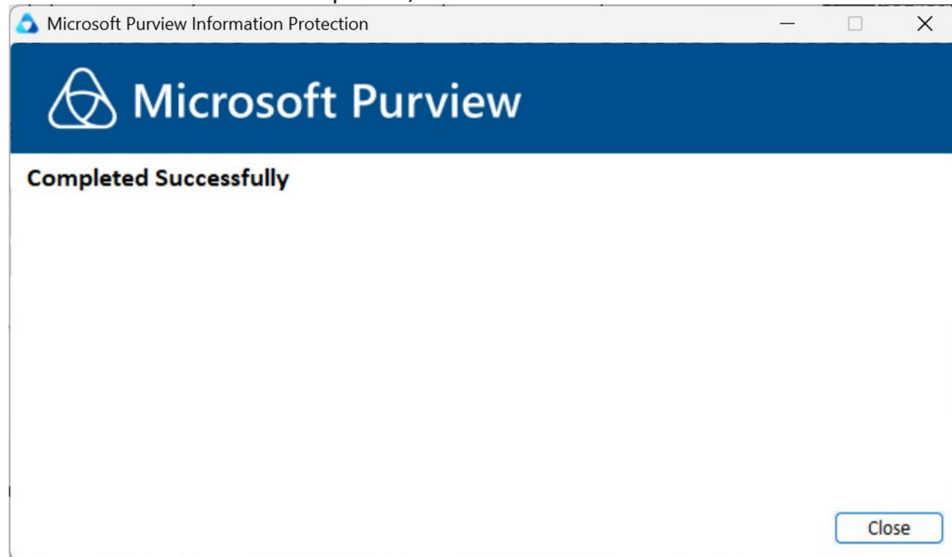 Microsoft Purview Information Protection
Microsoft Purview
Completed Successfully
Close